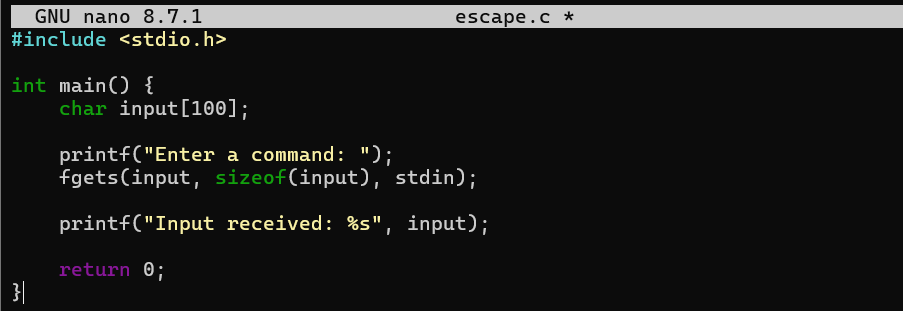 GNU nano 8.7.1 escape.c *
#include <stdio.h>
int main() {
char input[100];
printf("Enter a command: ");
fgets(input, sizeof(input), stdin);
printf("Input received: %s", input);
return 0;
}